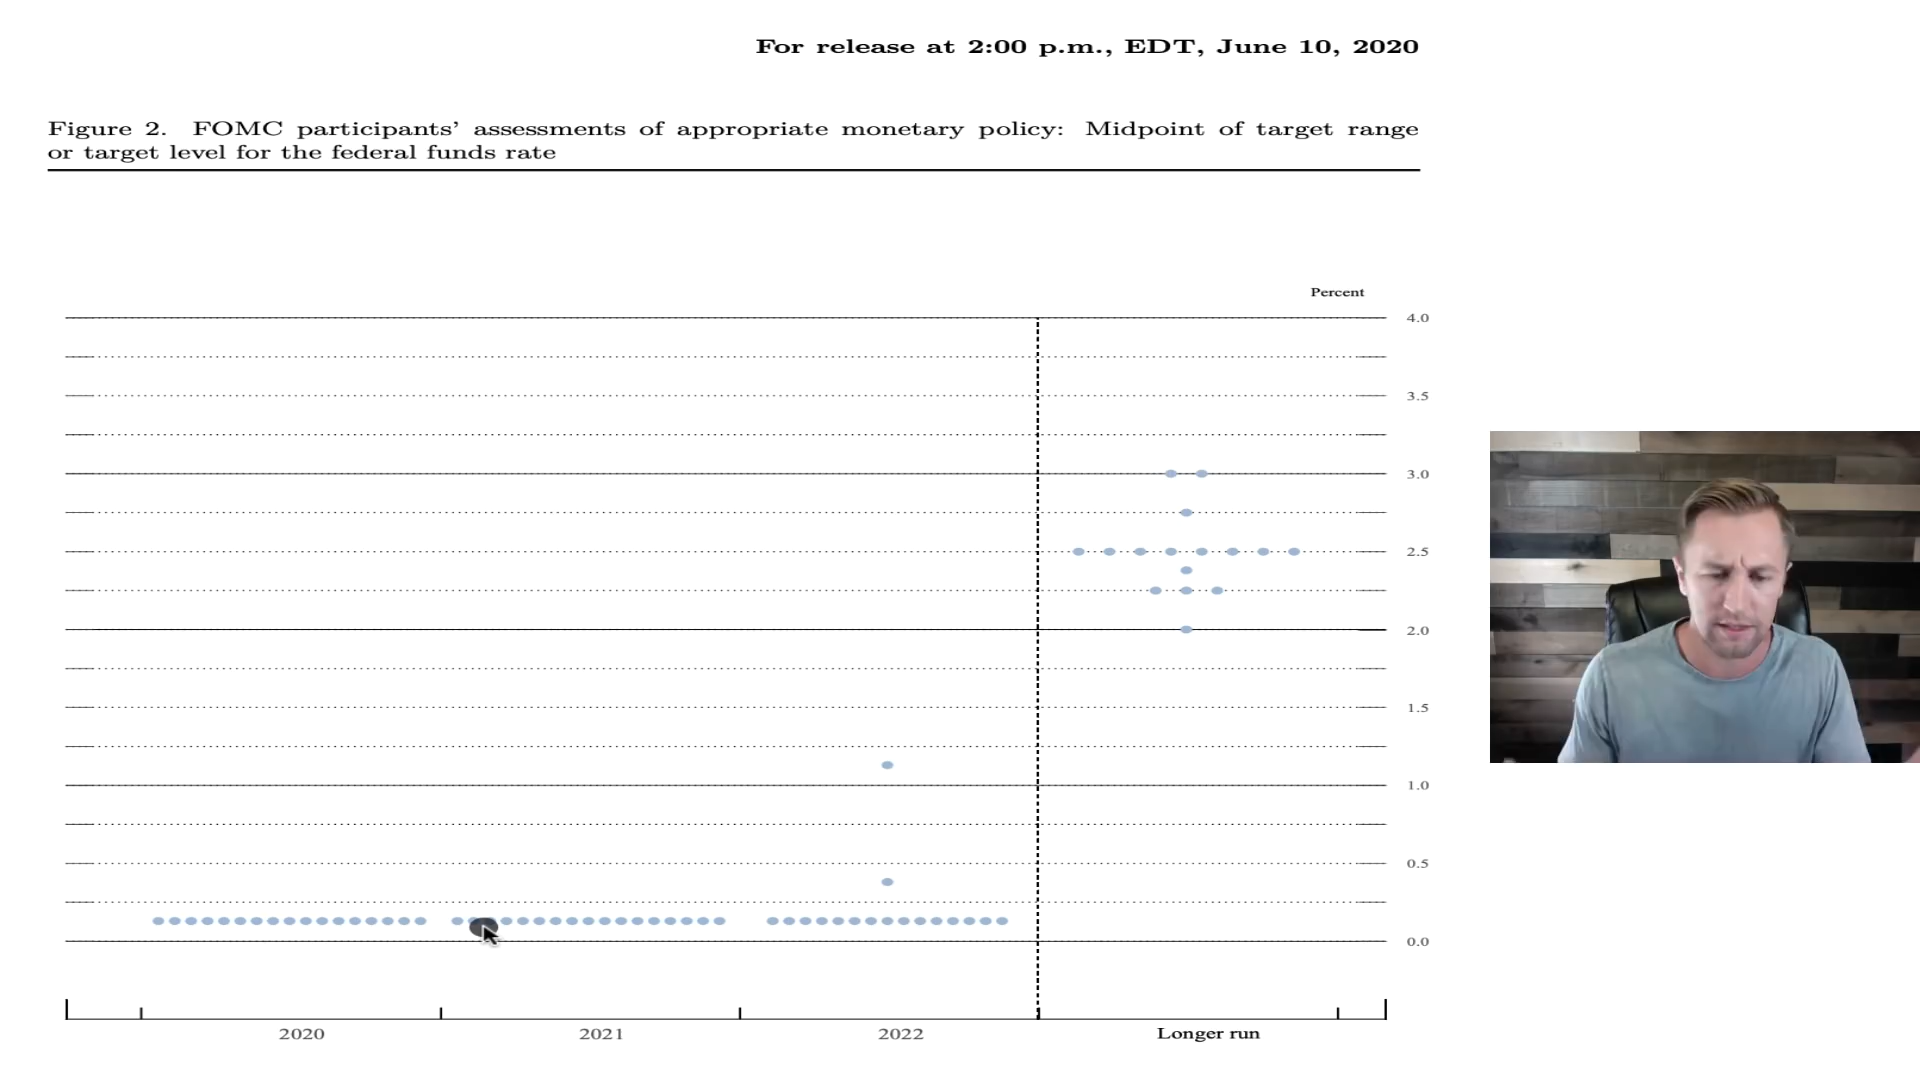 For release at 2:00 p.m., EDT, June 10, 2020
Figure 2. FOMC participants’ assessments of appropriate monetary policy: Midpoint of target range
or target level for the federal funds rate
Percent
4.0
3.5
3.0
2.5
2.0
1.5
1.0
0.5
0.0
2020
2021
2022
Longer run